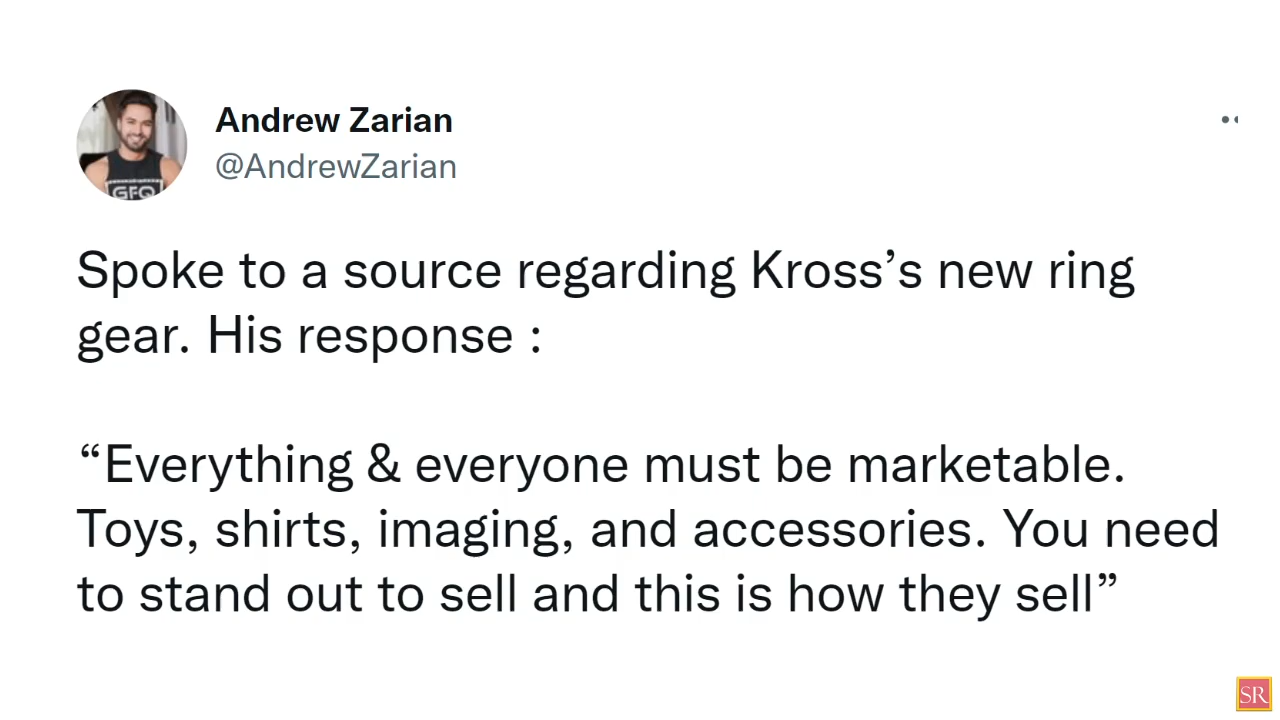 Andrew Zarian
@AndrewZarian
GFQ
Spoke to a source regarding Kross’s new ring
gear. His response :
“Everything & everyone must be marketable.
Toys, shirts, imaging, and accessories. You need
to stand out to sell and this is how they sell”
SR